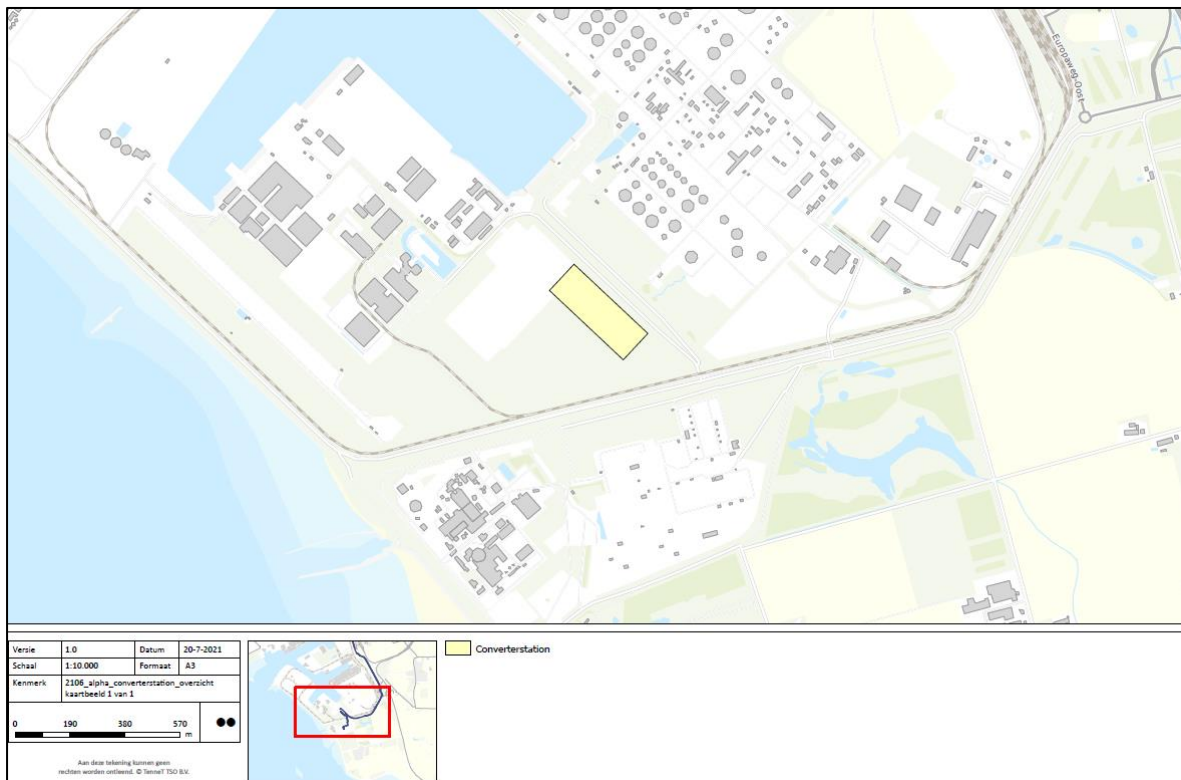 Europaweg-Oost
Versie 1.0 Datum 20-7-2021
Schaal 1:10.000 Formaat A3
Kenmerk 2106_alpha_converterstation_overzicht
kaartbeeld 1 van 1
0 190 380 570
m
Aan deze tekening kunnen geen
rechten worden ontleend. © TenneT TSO B.V.
Converterstation